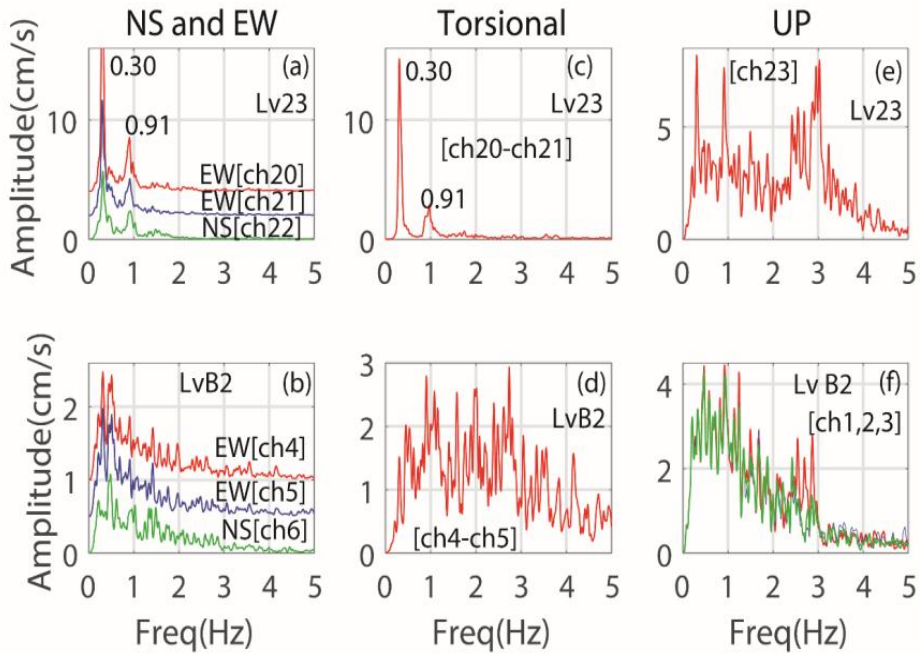 NS and EW
Torsional
UP
Amplitude(cm/s)
10
0
0.30
(a)
Lv23
0.91
EW[ch20]
EW[ch21]
NS[ch22]
0 1 2 3 4 5
10
0
0.30
(c)
Lv23
[ch20-ch21]
0.91
0 1 2 3 4 5
5
0
[ch23]
(e)
Lv23
0 1 2 3 4 5
Amplitude(cm/s)
2
1
0
LvB2
(b)
EW[ch4]
EW[ch5]
NS[ch6]
0 1 2 3 4 5
Freq(Hz)
3
2
1
0
(d)
LvB2
[ch4-ch5]
0 1 2 3 4 5
Freq(Hz)
4
2
0
Lv B2
(f)
[ch1,2,3]
0 1 2 3 4 5
Freq(Hz)